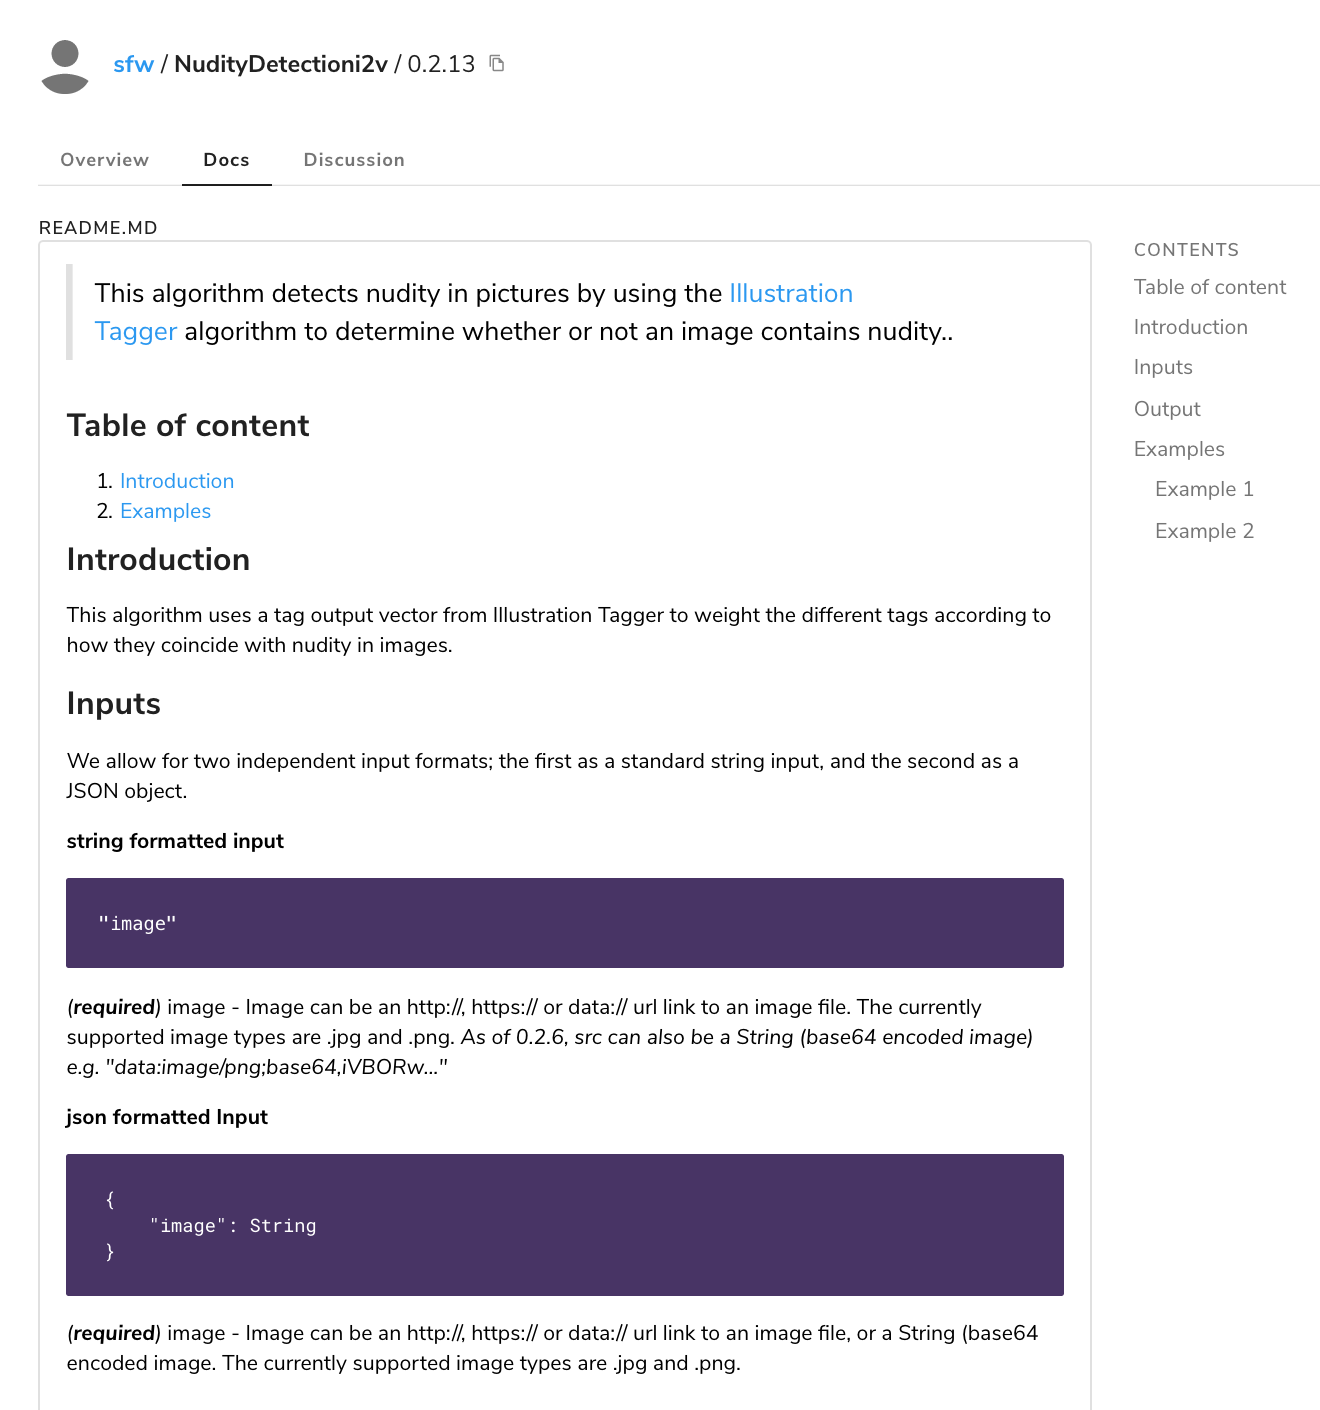 sfw / NudityDetectioni2v / 0.2.13
Overview Docs Discussion
README.MD
This algorithm detects nudity in pictures by using the Illustration
Tagger algorithm to determine whether or not an image contains nudity..
Table of content
1. Introduction
2. Examples
Introduction
This algorithm uses a tag output vector from Illustration Tagger to weight the different tags according to
how they coincide with nudity in images.
Inputs
We allow for two independent input formats; the first as a standard string input, and the second as a
JSON object.
string formatted input
"image"
(required) image - Image can be an http://, https:// or data:// url link to an image file. The currently
supported image types are .jpg and .png. As of 0.2.6, src can also be a String (base64 encoded image)
e.g. "data:image/png;base64,iVBORw..."
json formatted Input
{
"image": String
}
(required) image - Image can be an http://, https:// or data:// url link to an image file, or a String (base64
encoded image. The currently supported image types are .jpg and .png.
CONTENTS
Table of content
Introduction
Inputs
Output
Examples
Example 1
Example 2